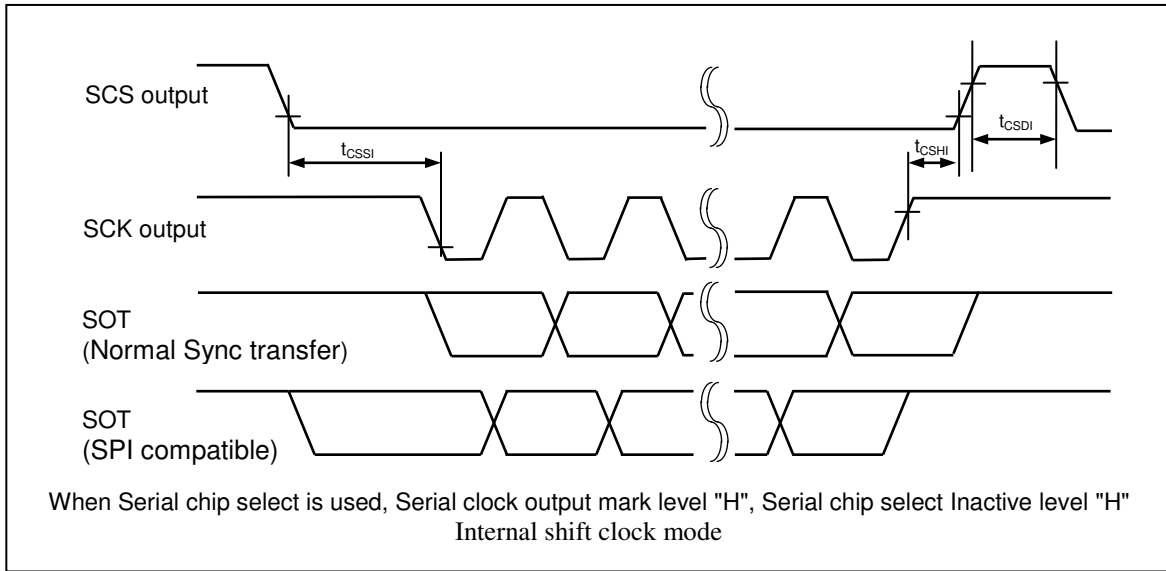 SCS output
tCSSI
tCSHI
tCSDI
SCK output
SOT
(Normal Sync transfer)
SOT
(SPI compatible)
When Serial chip select is used, Serial clock output mark level "H", Serial chip select Inactive level "H"
Internal shift clock mode